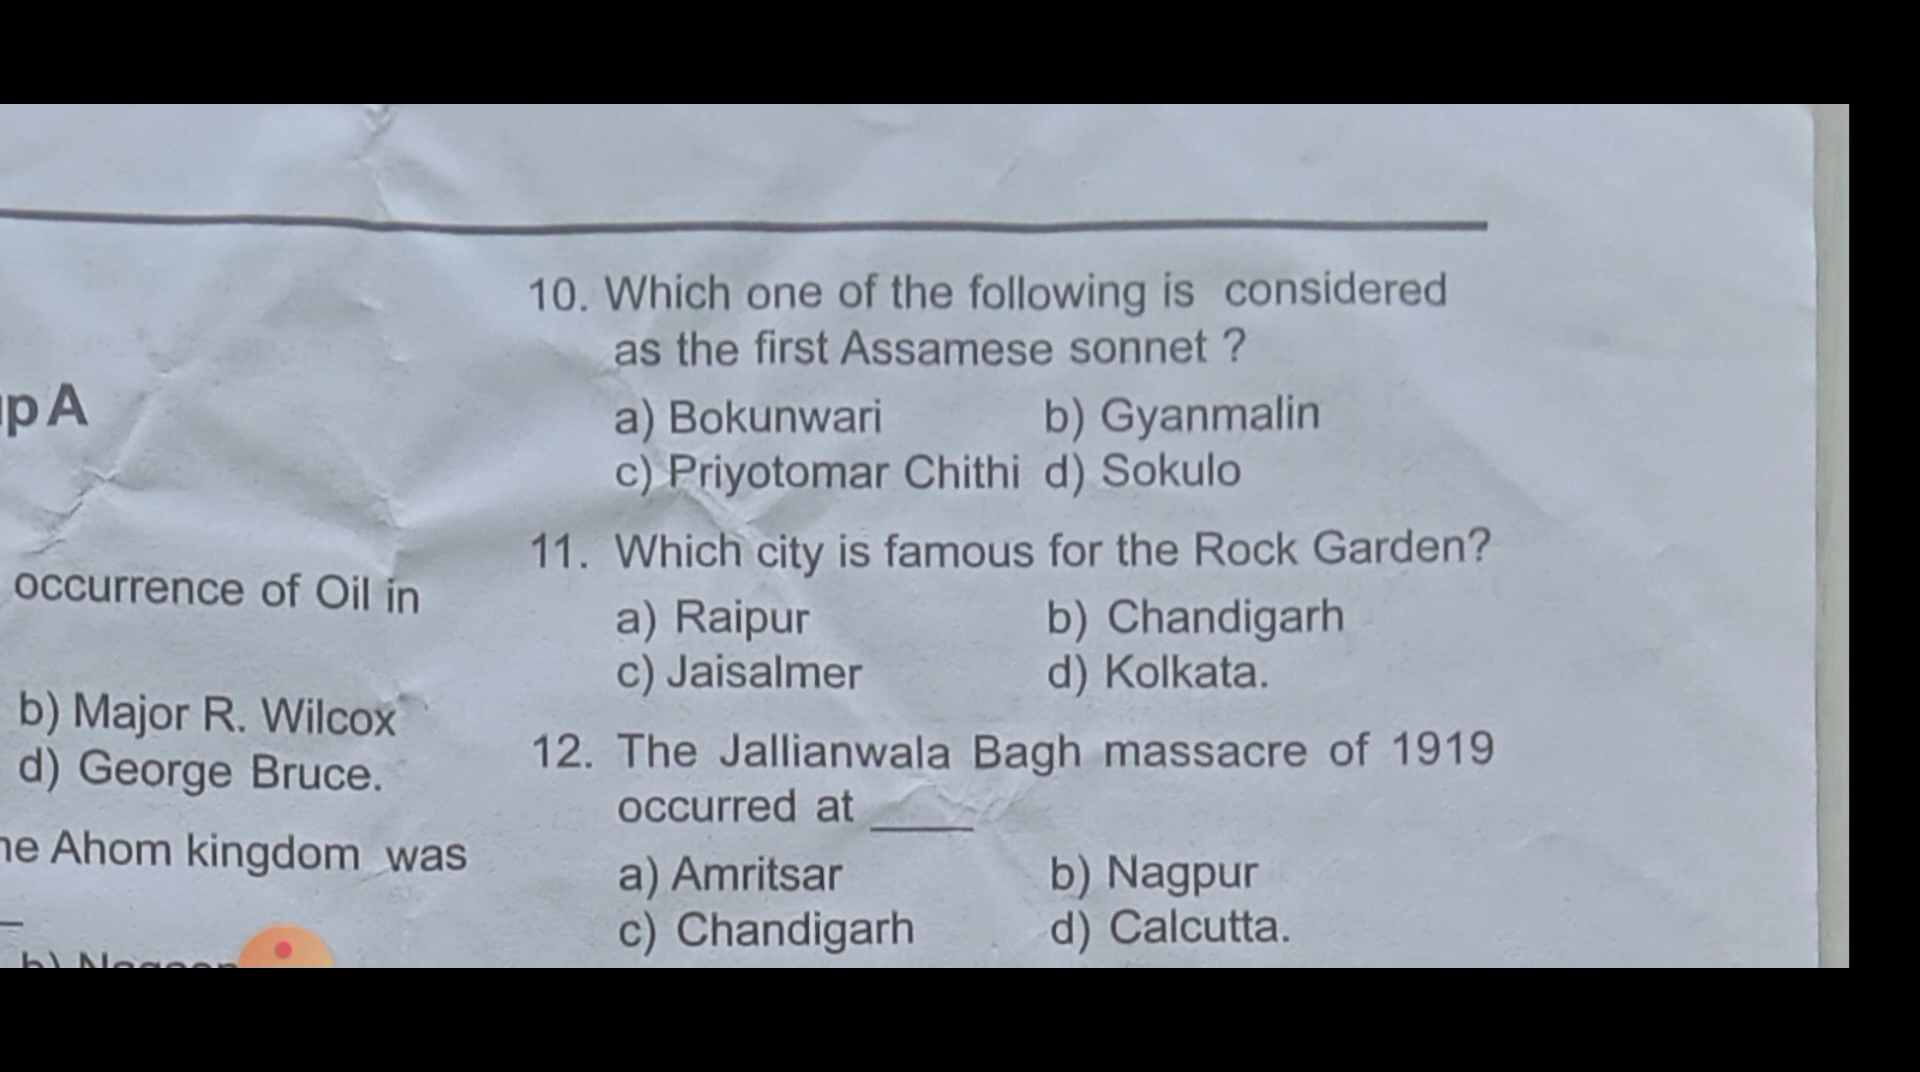 pA
occurrence of Oil in
b) Major R. Wilcox
d) George Bruce.
Ahom kingdom was
10. Which one of the following is considered
as the first Assamese sonnet ?
a) Bokunwari b) Gyanmalin
c) Priyotomar Chithi d) Sokulo
11. Which city is famous for the Rock Garden?
a) Raipur b) Chandigarh
c) Jaisalmer d) Kolkata.
12. The Jallianwala Bagh massacre of 1919
occurred at _____
a) Amritsar b) Nagpur
c) Chandigarh d) Calcutta.